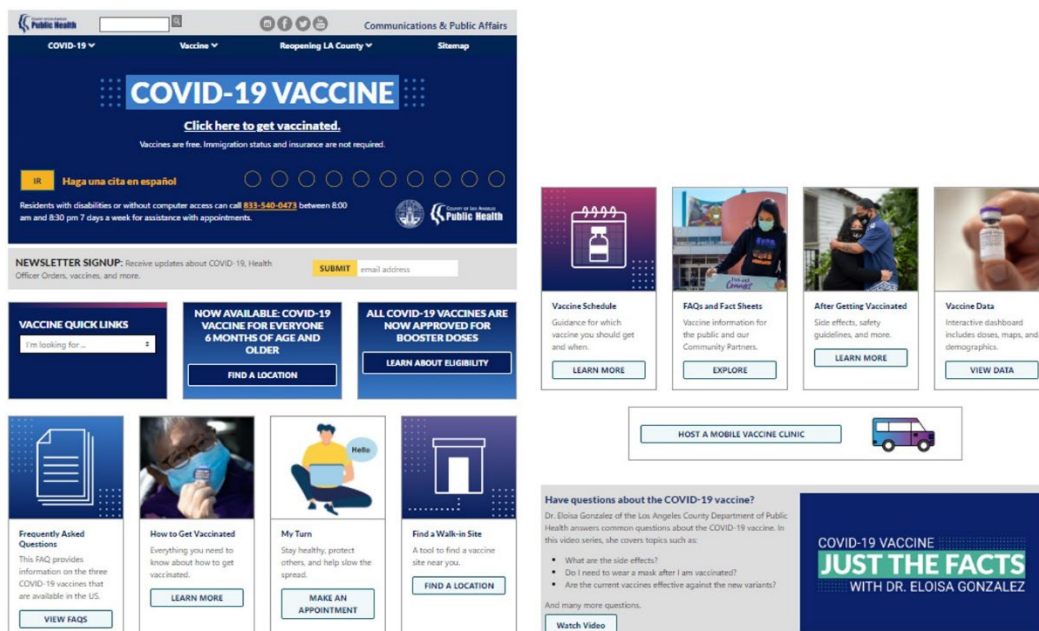 County of Los Angeles
Public Health
Communications & Public Affairs
COVID-19
Vaccine
Reopening LA County
Sitemap
COVID-19 VACCINE
Click here to get vaccinated.
Vaccines are free. Immigration status and insurance are not required.
IR
Haga una cita en español
Residents with disabilities or without computer access can call 833-540-0473 between 8:00
am and 8:30 pm 7 days a week for assistance with appointments.
County of Los Angeles
Public Health
NEWSLETTER SIGNUP: Receive updates about COVID-19, Health
Officer Orders, vaccines, and more.
SUBMIT
email address
VACCINE QUICK LINKS
I'm looking for ...
NOW AVAILABLE: COVID-19
VACCINE FOR EVERYONE
6 MONTHS OF AGE AND
OLDER
FIND A LOCATION
ALL COVID-19 VACCINES ARE
NOW APPROVED FOR
BOOSTER DOSES
LEARN ABOUT ELIGIBILITY
Frequently Asked
Questions
This FAQ provides
information on the three
COVID-19 vaccines that
are available in the US.
VIEW FAQS
How to Get Vaccinated
Everything you need to
know about how to get
vaccinated.
LEARN MORE
Hello
My Turn
Stay healthy, protect
others, and help slow the
spread.
MAKE AN
APPOINTMENT
Find a Walk-in Site
A tool to find a vaccine
site near you.
FIND A LOCATION
Vaccine Schedule
Guidance for which
vaccine you should get
and when.
LEARN MORE
Connect
FAQs and Fact Sheets
Vaccine information for
the public and our
Community Partners.
EXPLORE
After Getting Vaccinated
Side effects, safety
guidelines, and more.
LEARN MORE
Vaccine Data
Interactive dashboard
includes doses, maps, and
demographics.
VIEW DATA
HOST A MOBILE VACCINE CLINIC
Have questions about the COVID-19 vaccine?
Dr. Eloisa Gonzalez of the Los Angeles County Department of Public
Health answers common questions about the COVID-19 vaccine. In
this video series, she covers topics such as:
• What are the side effects?
• Do I need to wear a mask after I am vaccinated?
• Are the current vaccines effective against the new variants?
And many more questions.
Watch Video
COVID-19 VACCINE
JUST THE FACTS
WITH DR. ELOISA GONZALEZ